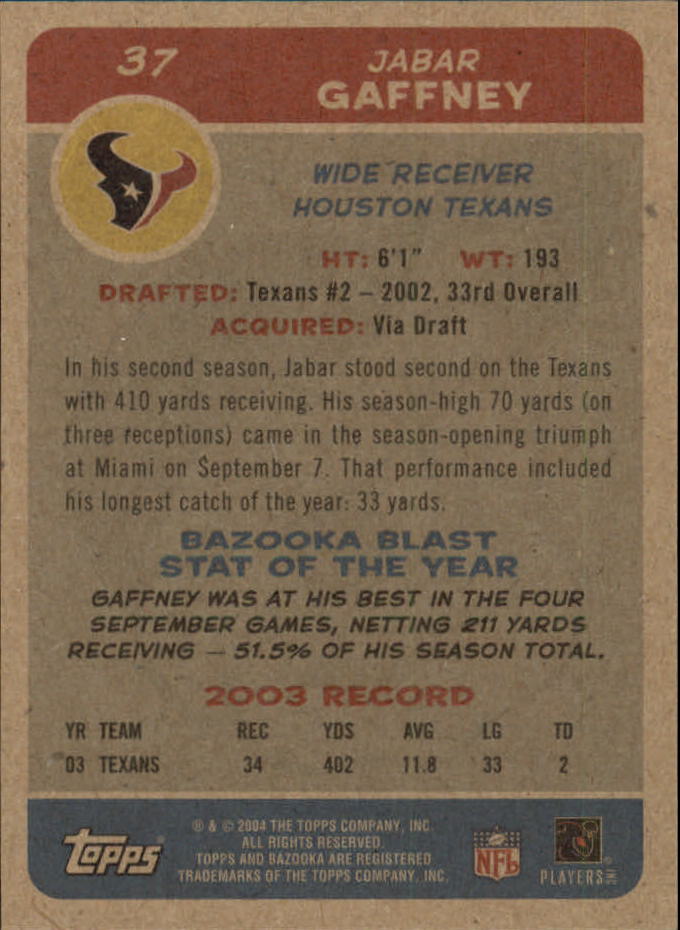 37
JABAR
GAFFNEY
WIDE RECEIVER
HOUSTON TEXANS
HT: 6'1" WT: 193
DRAFTED: Texans #2 – 2002, 33rd Overall
ACQUIRED: Via Draft
In his second season, Jabar stood second on the Texans
with 410 yards receiving. His season-high 70 yards (on
three receptions) came in the season-opening triumph
at Miami on September 7. That performance included
his longest catch of the year: 33 yards.
BAZOOKA BLAST
STAT OF THE YEAR
GAFFNEY WAS AT HIS BEST IN THE FOUR
SEPTEMBER GAMES, NETTING 211 YARDS
RECEIVING – 51.5% OF HIS SEASON TOTAL.
2003 RECORD
YR TEAM REC YDS AVG LG TD
03 TEXANS 34 402 11.8 33 2
topps
® & © 2004 THE TOPPS COMPANY, INC.
ALL RIGHTS RESERVED.
TOPPS AND BAZOOKA ARE REGISTERED
TRADEMARKS OF THE TOPPS COMPANY, INC.
NFL
PLAYERS INC